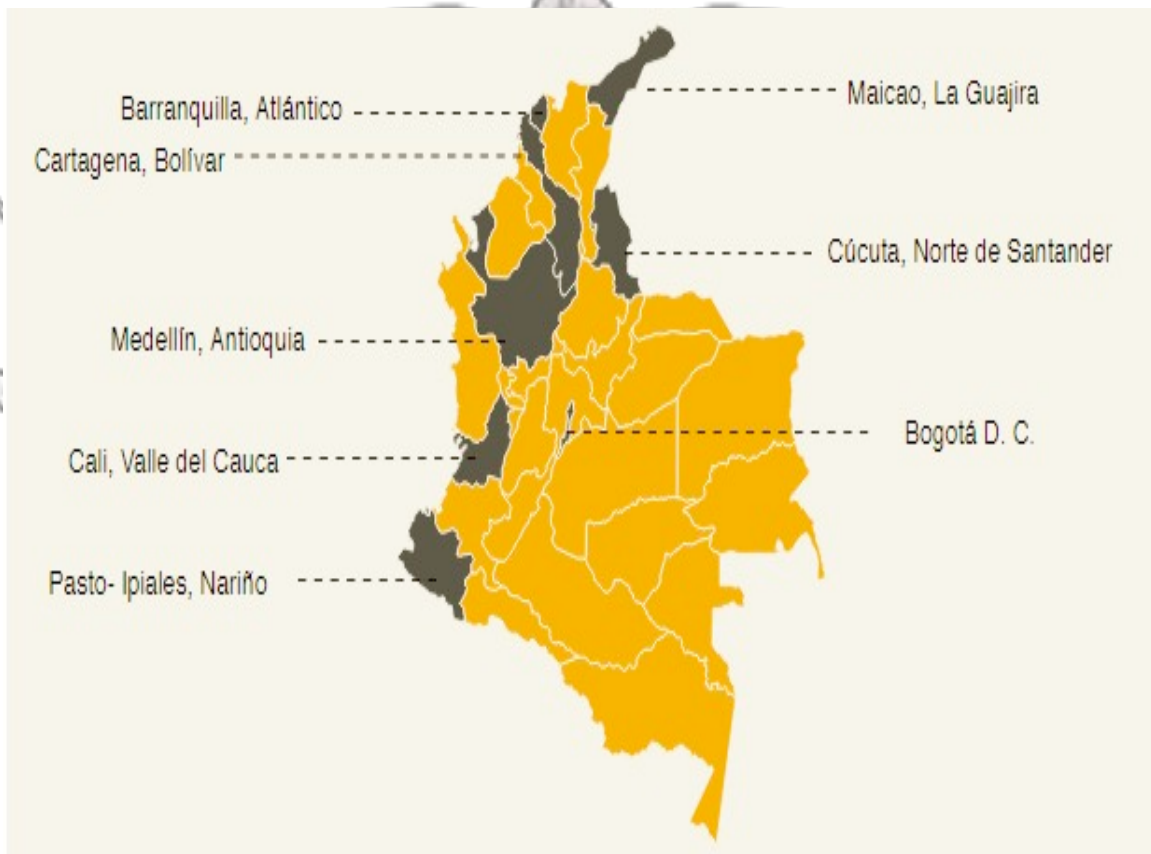 Maicao, La Guajira
Barranquilla, Atlántico
Cartagena, Bolívar
Cúcuta, Norte de Santander
Medellín, Antioquia
Bogotá D. C.
Cali, Valle del Cauca
Pasto- Ipiales, Nariño